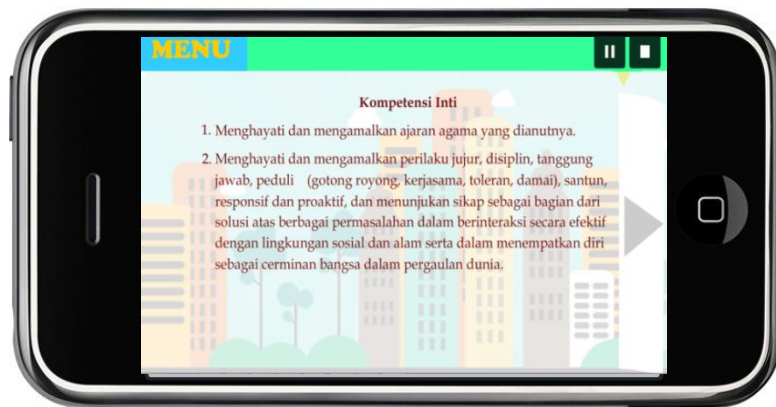 MENU
Kompetensi Inti
1. Menghayati dan mengamalkan ajaran agama yang dianutnya.
2. Menghayati dan mengamalkan perilaku jujur, disiplin, tanggung
jawab, peduli (gotong royong, kerjasama, toleran, damai), santun,
responsif dan proaktif, dan menunjukan sikap sebagai bagian dari
solusi atas berbagai permasalahan dalam berinteraksi secara efektif
dengan lingkungan sosial dan alam serta dalam menempatkan diri
sebagai cerminan bangsa dalam pergaulan dunia.